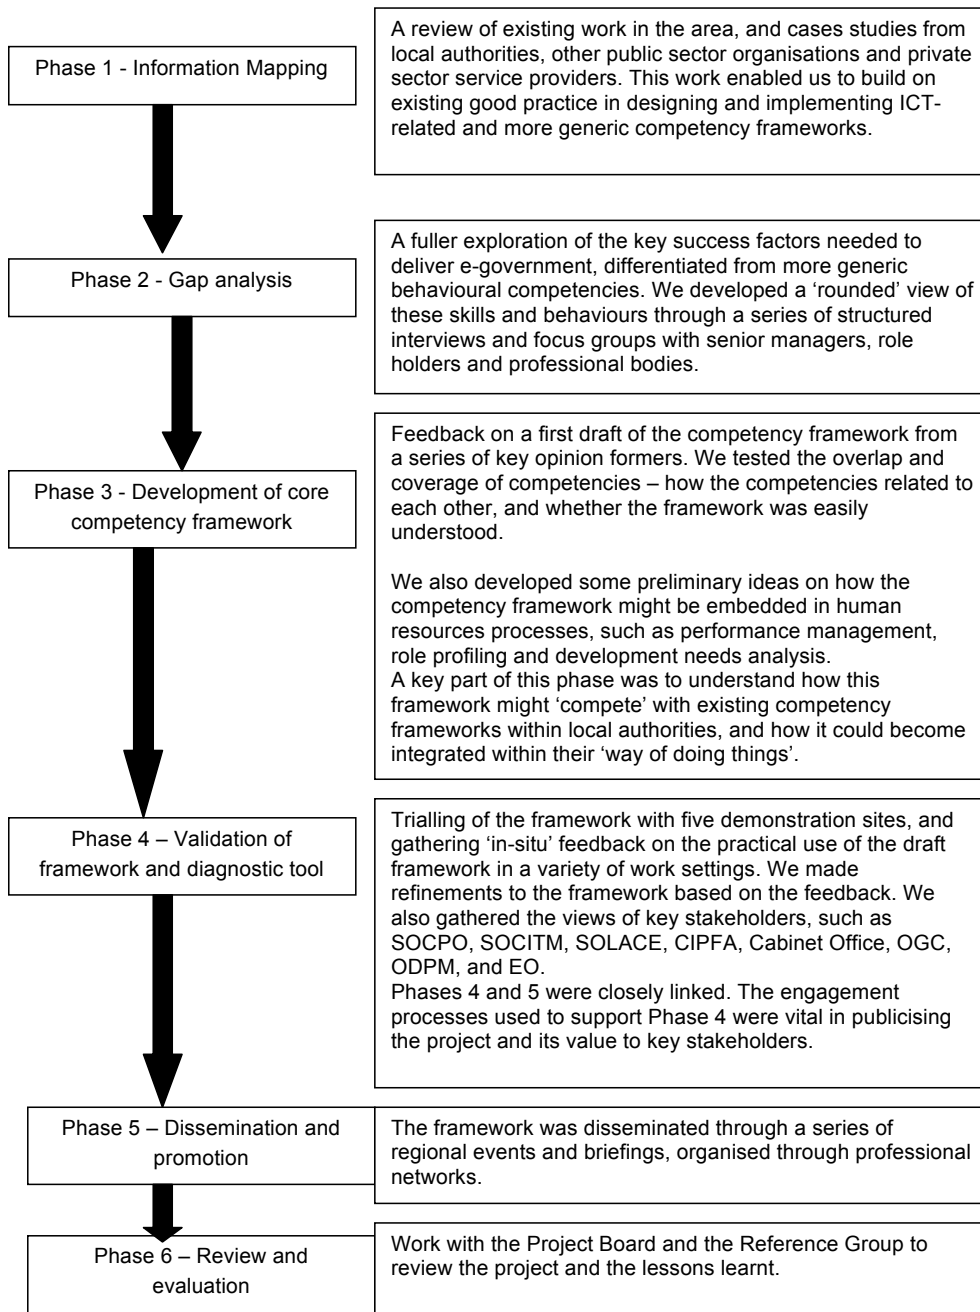 Phase 1 - Information Mapping
A review of existing work in the area, and cases studies from
local authorities, other public sector organisations and private
sector service providers. This work enabled us to build on
existing good practice in designing and implementing ICT-
related and more generic competency frameworks.
Phase 2 - Gap analysis
A fuller exploration of the key success factors needed to
deliver e-government, differentiated from more generic
behavioural competencies. We developed a ‘rounded’ view of
these skills and behaviours through a series of structured
interviews and focus groups with senior managers, role
holders and professional bodies.
Phase 3 - Development of core
competency framework
Feedback on a first draft of the competency framework from
a series of key opinion formers. We tested the overlap and
coverage of competencies – how the competencies related to
each other, and whether the framework was easily
understood.
We also developed some preliminary ideas on how the
competency framework might be embedded in human
resources processes, such as performance management,
role profiling and development needs analysis.
A key part of this phase was to understand how this
framework might ‘compete’ with existing competency
frameworks within local authorities, and how it could become
integrated within their ‘way of doing things’.
Phase 4 – Validation of
framework and diagnostic tool
Trialling of the framework with five demonstration sites, and
gathering ‘in-situ’ feedback on the practical use of the draft
framework in a variety of work settings. We made
refinements to the framework based on the feedback. We
also gathered the views of key stakeholders, such as
SOCPO, SOCITM, SOLACE, CIPFA, Cabinet Office, OGC,
ODPM, and EO.
Phases 4 and 5 were closely linked. The engagement
processes used to support Phase 4 were vital in publicising
the project and its value to key stakeholders.
Phase 5 – Dissemination and
promotion
The framework was disseminated through a series of
regional events and briefings, organised through professional
networks.
Phase 6 – Review and
evaluation
Work with the Project Board and the Reference Group to
review the project and the lessons learnt.